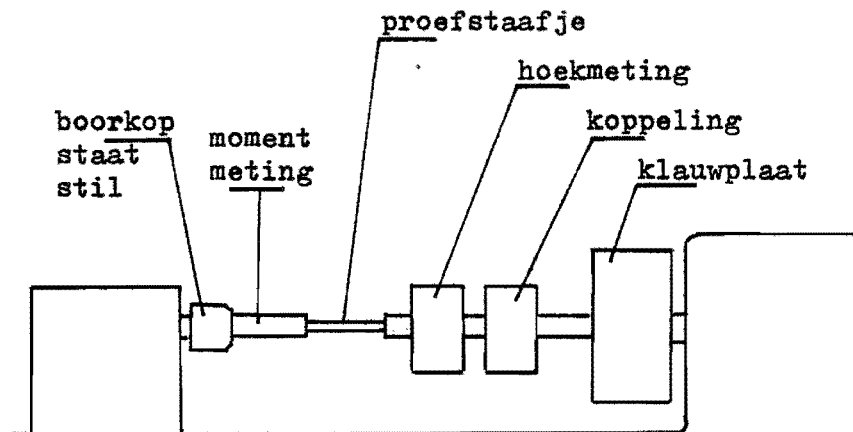 proefstaafje
hoekmeting
boorkop
staat
stil
moment
meting
koppeling
klauwplaat